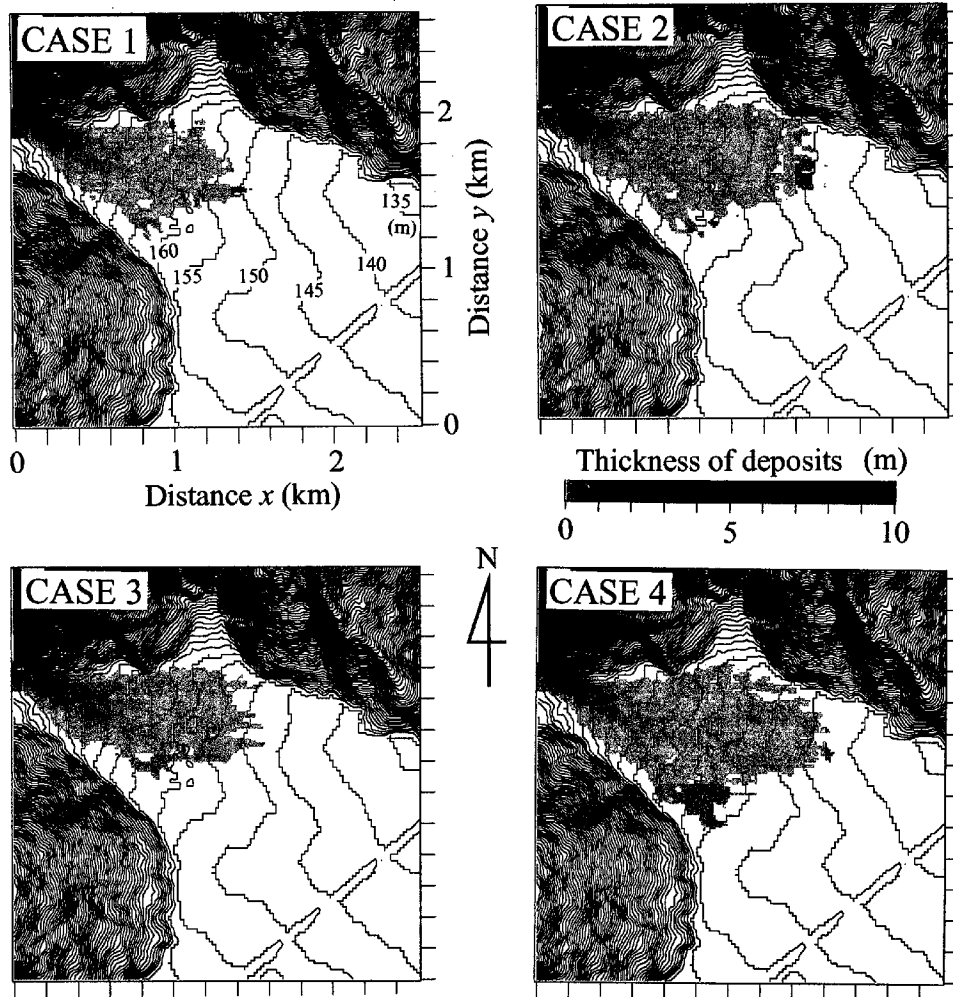 CASE 1
CASE 2
2
1
0
Distance y (km)
135
(m)
160
155
150
145
140
0
1
2
Distance x (km)
Thickness of deposits (m)
0
5
10
N
CASE 3
CASE 4